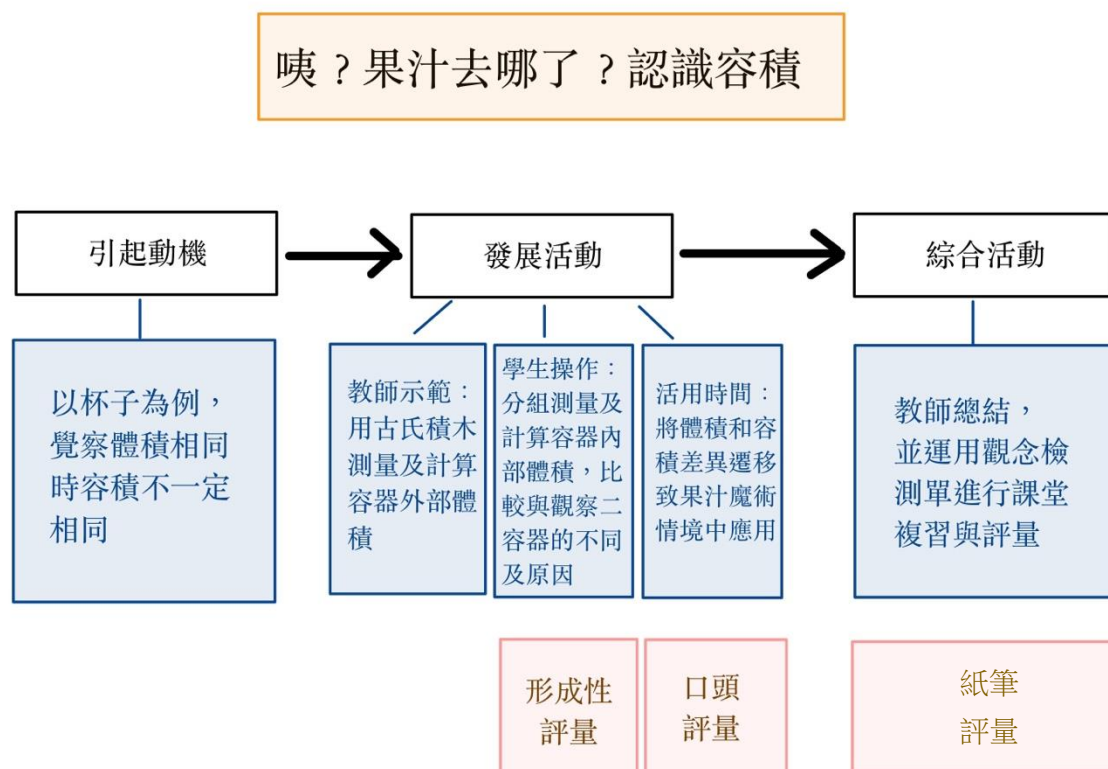 咦？果汁去哪了？認識容積
引起動機
發展活動
綜合活動
以杯子為例，
覺察體積相同
時容積不一定
相同
教師示範：
用古氏積木
測量及計算
容器外部體
積
學生操作：
分組測量及
計算容器內
部體積，比
較與觀察二
容器的不同
及原因
活用時間：
將體積和容
積差異遷移
致果汁魔術
情境中應用
教師總結，
並運用觀念檢
測單進行課堂
複習與評量
形成性
評量
口頭
評量
紙筆
評量